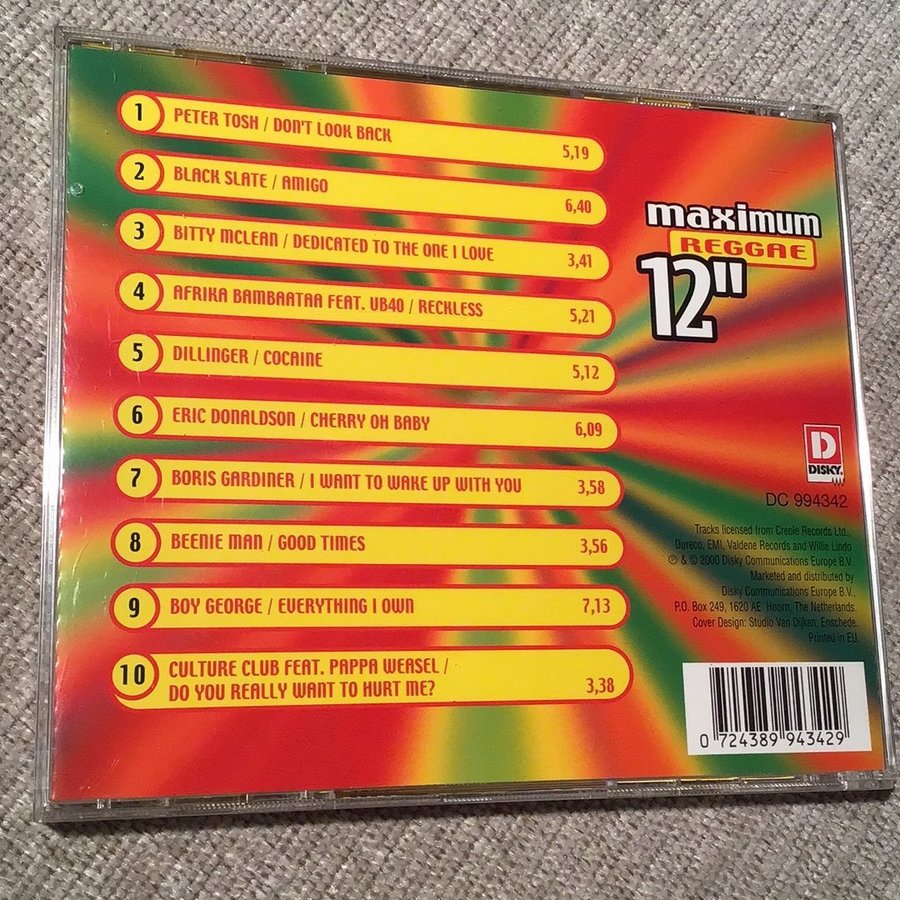 1 PETER TOSH / DON'T LOOK BACK 5,19
2 BLACK SLATE / AMIGO 6,40
3 BITTY MCLEAN / DEDICATED TO THE ONE I LOVE 3,41
4 AFRIKA BAMBAATAA FEAT. UB40 / RECKLESS 5,21
5 DILLINGER / COCAINE 5,12
6 ERIC DONALDSON / CHERRY OH BABY 6,09
7 BORIS GARDINER / I WANT TO WAKE UP WITH YOU 3,58
8 BEENIE MAN / GOOD TIMES 3,56
9 BOY GEORGE / EVERYTHING I OWN 7,13
10 CULTURE CLUB FEAT. PAPPA WEASEL /
DO YOU REALLY WANT TO HURT ME? 3,38
maximum
REGGAE
12"
D
DISKY
DC 994342
Tracks licensed from Creole Records Ltd.,
Dureco, EMI, Valdene Records and Willie Lindo
℗ & © 2000 Disky Communications Europe B.V.
Marketed and distributed by
Disky Communications Europe B.V.,
P.O. Box 249, 1620 AE Hoorn, The Netherlands.
Cover Design: Studio Van Dijken, Enschede.
Printed in EU.
0 724389 943429